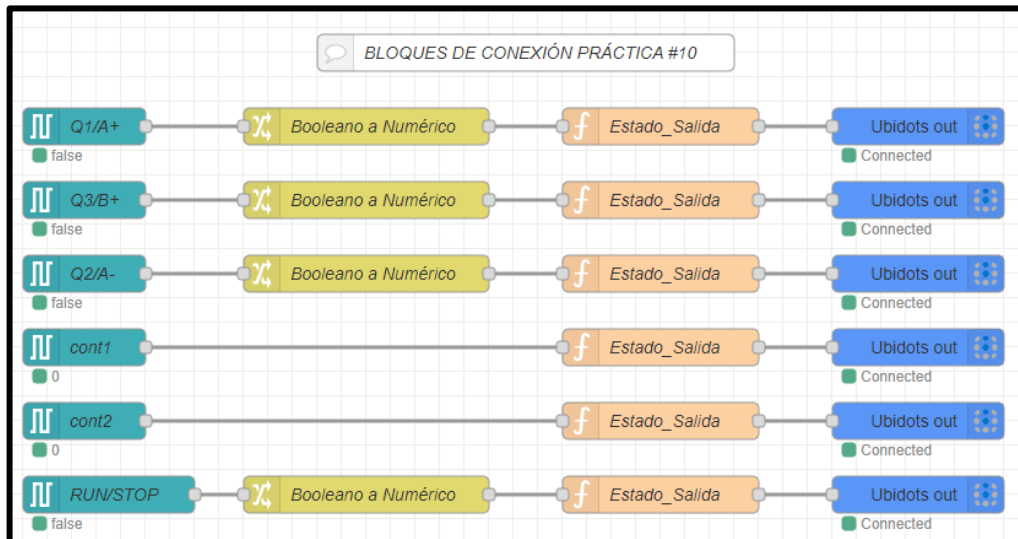 BLOQUES DE CONEXIÓN PRÁCTICA #10
Q1/A+ Booleano a Numérico Estado_Salida Ubidots out
false Connected
Q3/B+ Booleano a Numérico Estado_Salida Ubidots out
false Connected
Q2/A- Booleano a Numérico Estado_Salida Ubidots out
false Connected
cont1 Estado_Salida Ubidots out
0 Connected
cont2 Estado_Salida Ubidots out
0 Connected
RUN/STOP Booleano a Numérico Estado_Salida Ubidots out
false Connected